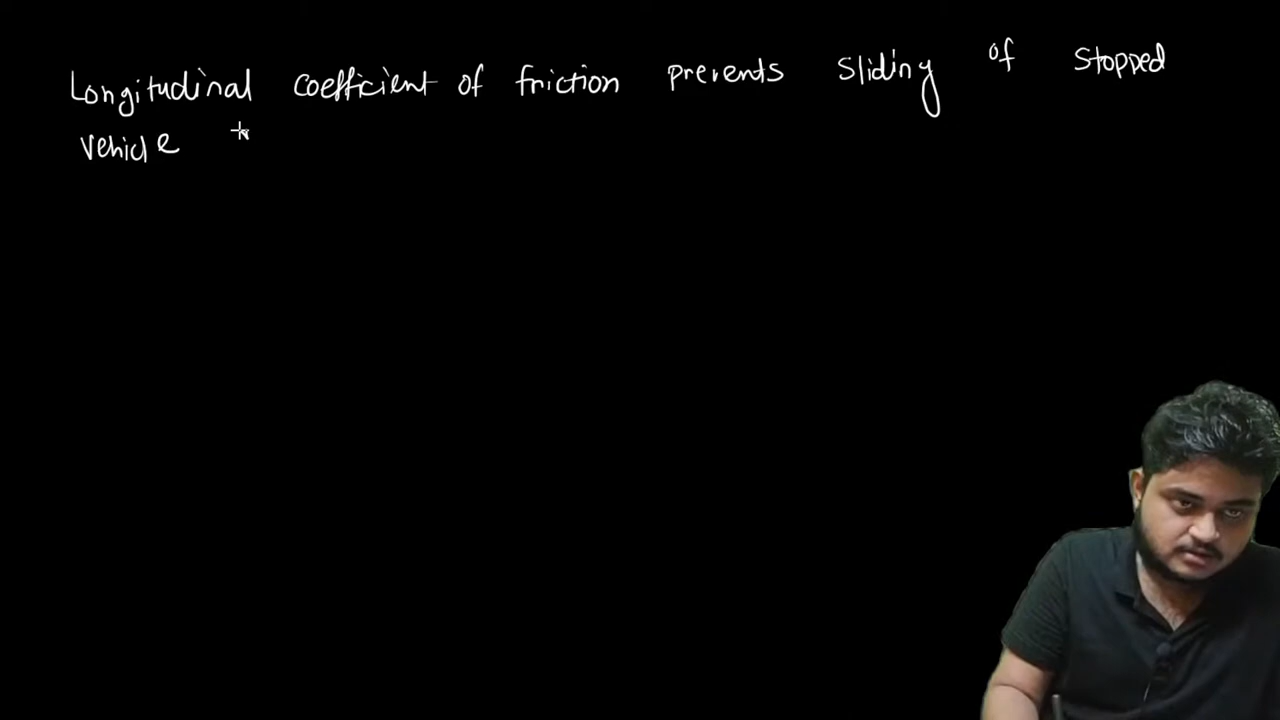 Longitudinal coefficient of friction prevents sliding of stopped
vehicle